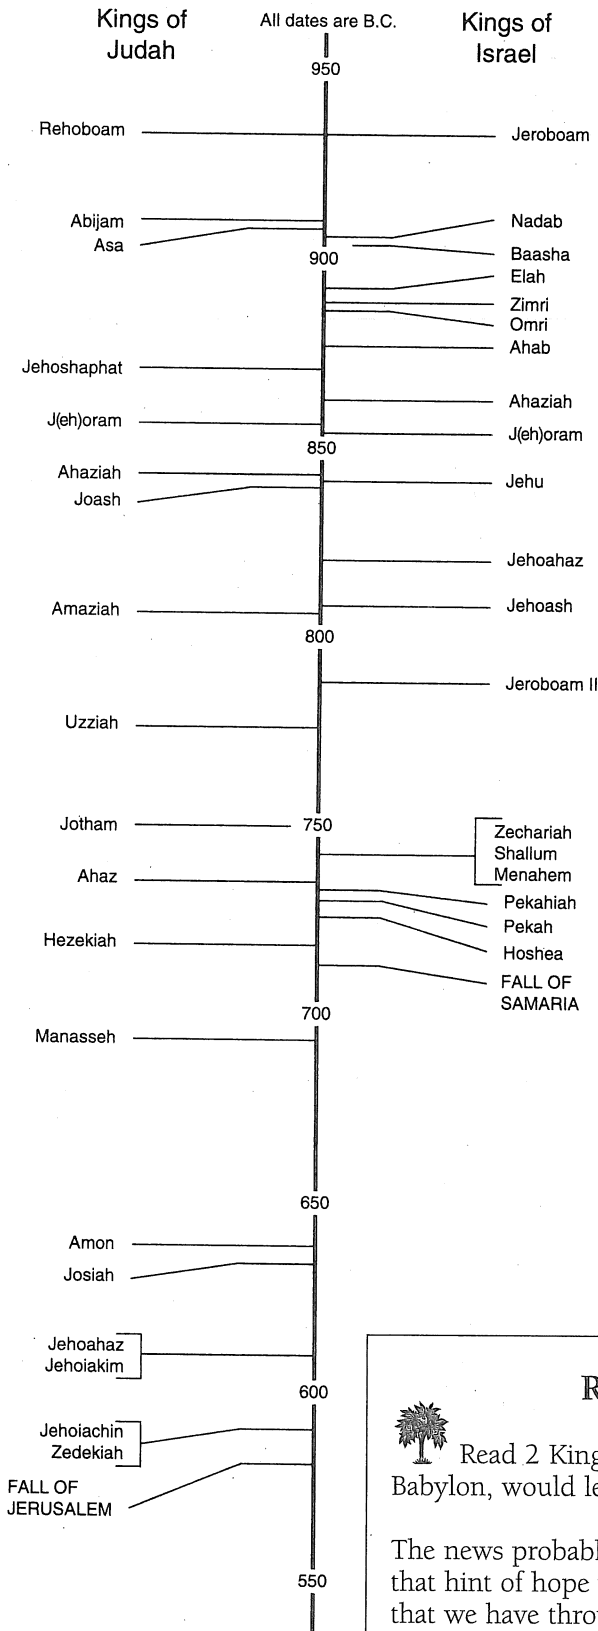 Kings of
Judah
All dates are B.C.
Kings of
Israel
950
Rehoboam
Jeroboam
Abijam
Nadab
Asa
Baasha
900
Elah
Zimri
Omri
Ahab
Jehoshaphat
Ahaziah
J(eh)oram
J(eh)oram
850
Ahaziah
Jehu
Joash
Jehoahaz
Amaziah
Jehoash
800
Jeroboam II
Uzziah
Jotham
750
Zechariah
Shallum
Menahem
Ahaz
Pekahiah
Pekah
Hezekiah
Hoshea
FALL OF
SAMARIA
700
Manasseh
650
Amon
Josiah
Jehoahaz
Jehoiakim
600
Jehoiachin
Zedekiah
FALL OF
JERUSALEM
550
R
Read 2 King
Babylon, would le
The news probabl
that hint of hope
that we have throu